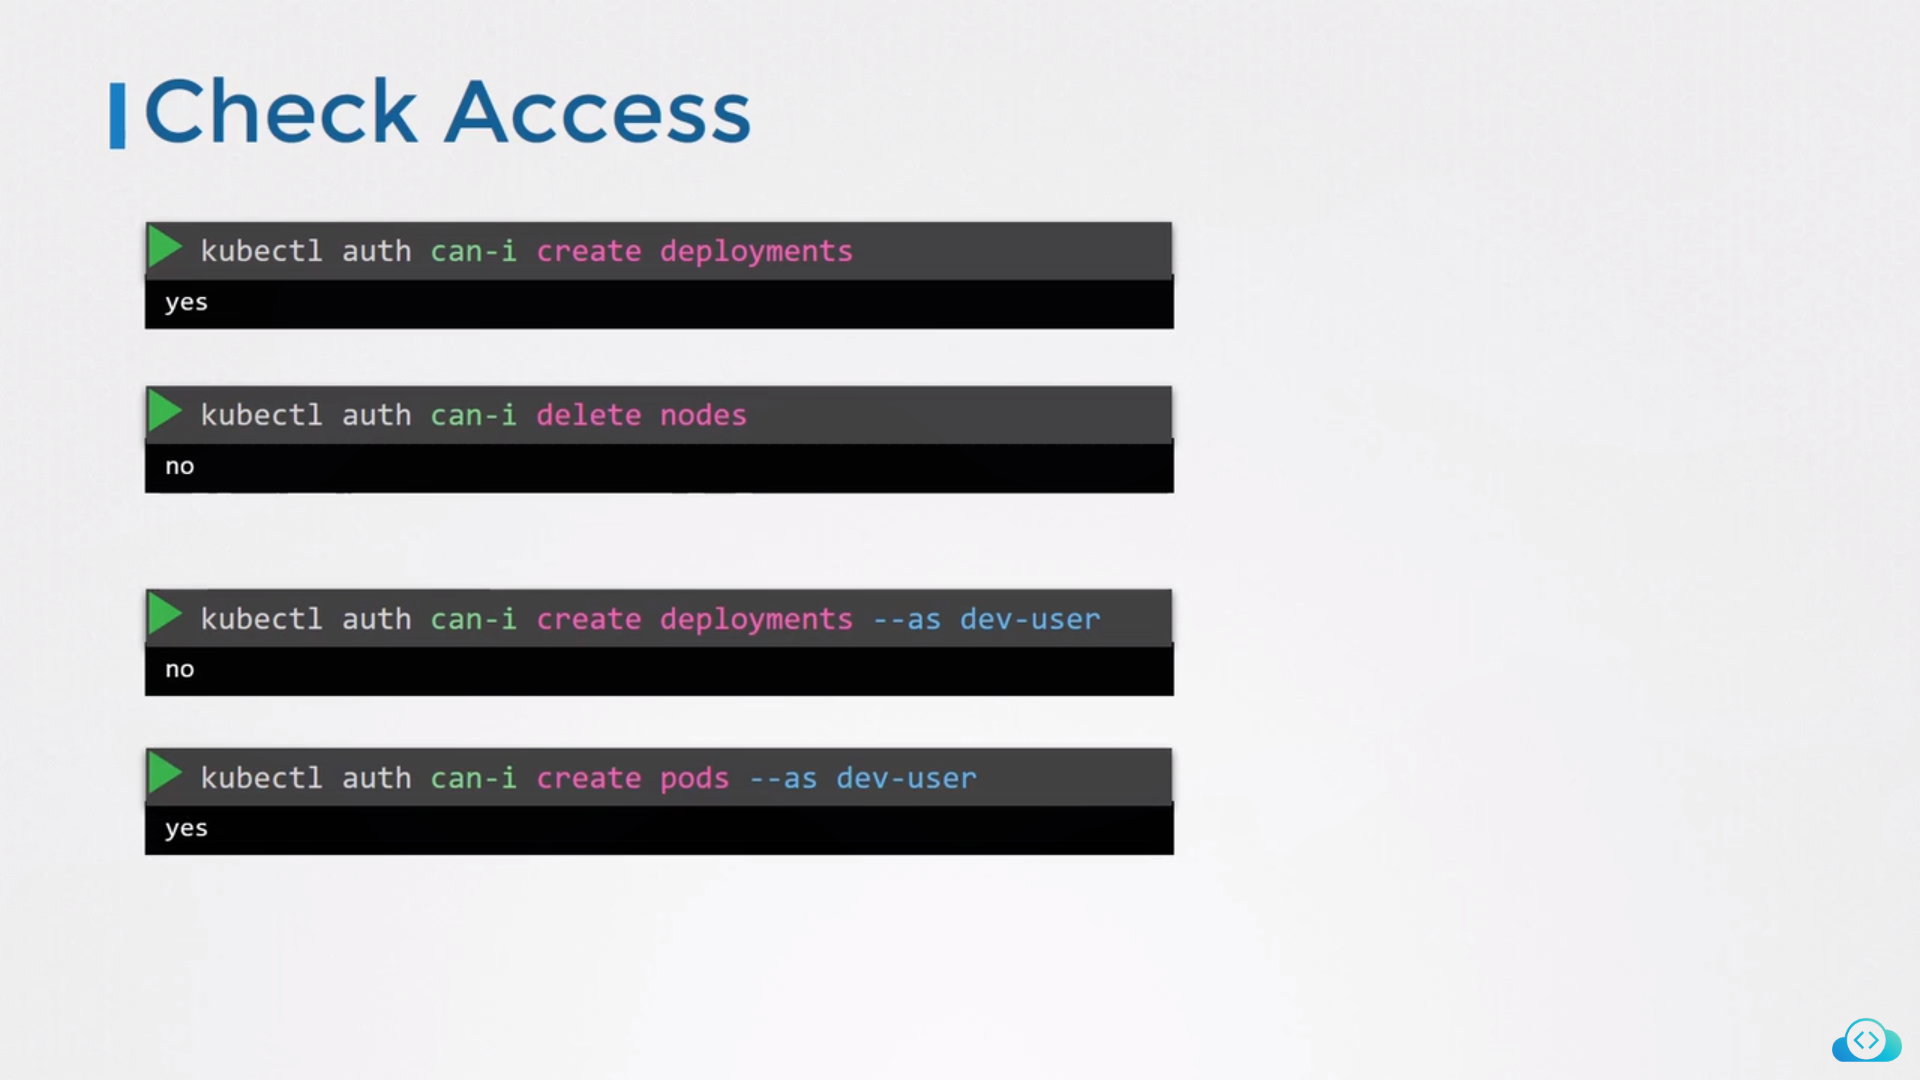 Check Access
kubectl auth can-i create deployments
yes
kubectl auth can-i delete nodes
no
kubectl auth can-i create deployments --as dev-user
no
kubectl auth can-i create pods --as dev-user
yes